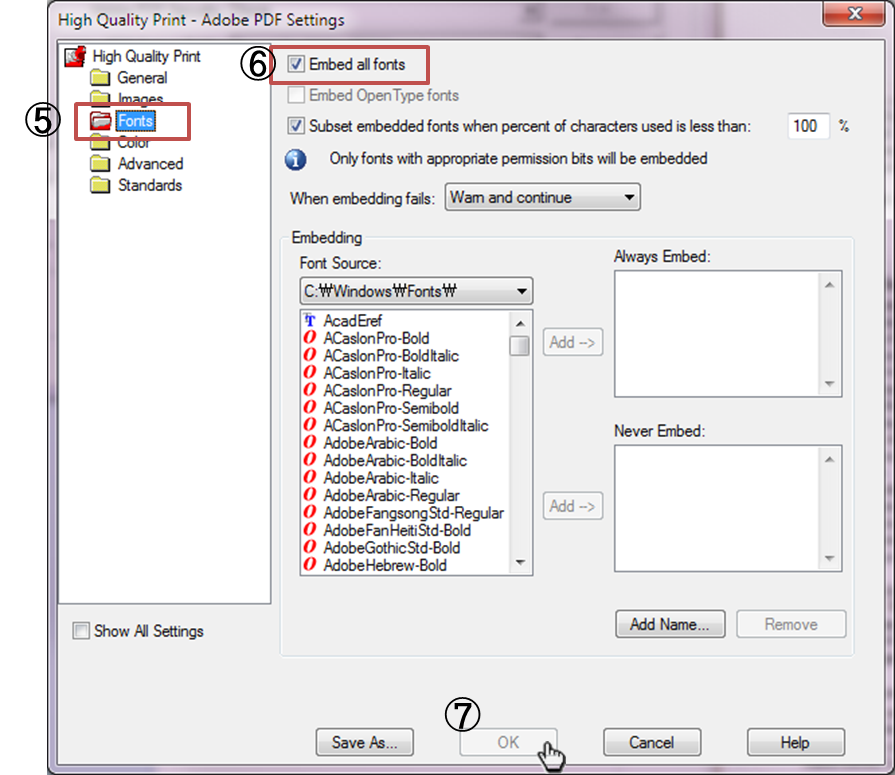 High Quality Print - Adobe PDF Settings
High Quality Print
General
Images
⑤ Fonts
Color
Advanced
Standards
Show All Settings
⑥ Embed all fonts
Embed OpenType fonts
Subset embedded fonts when percent of characters used is less than: 100 %
Only fonts with appropriate permission bits will be embedded
When embedding fails: Warn and continue
Embedding
Font Source:
C:₩Windows₩Fonts₩
AcadEref
ACaslonPro-Bold
ACaslonPro-BoldItalic
ACaslonPro-Italic
ACaslonPro-Regular
ACaslonPro-Semibold
ACaslonPro-SemiboldItalic
AdobeArabic-Bold
AdobeArabic-BoldItalic
AdobeArabic-Italic
AdobeArabic-Regular
AdobeFangsongStd-Regular
AdobeFanHeitiStd-Bold
AdobeGothicStd-Bold
AdobeHebrew-Bold
Add -->
Add -->
Always Embed:
Never Embed:
Add Name...
Remove
⑦
Save As...
OK
Cancel
Help